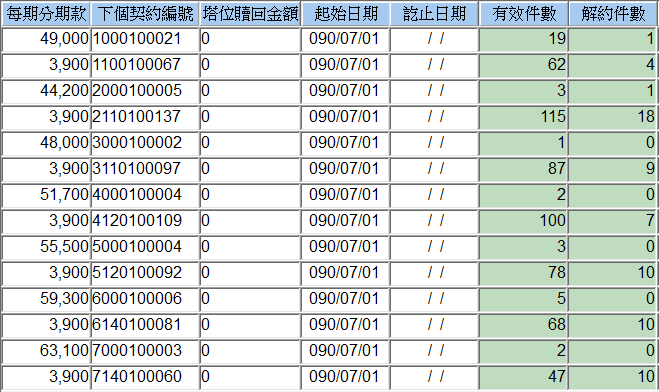 每期分期款 下個契約編號 塔位贖回金額 起始日期 訖止日期 有效件數 解約件數
49,000 1000100021 0 090/07/01 / / 19 1
3,900 1100100067 0 090/07/01 / / 62 4
44,200 2000100005 0 090/07/01 / / 3 1
3,900 2110100137 0 090/07/01 / / 115 18
48,000 3000100002 0 090/07/01 / / 1 0
3,900 3110100097 0 090/07/01 / / 87 9
51,700 4000100004 0 090/07/01 / / 2 0
3,900 4120100109 0 090/07/01 / / 100 7
55,500 5000100004 0 090/07/01 / / 3 0
3,900 5120100092 0 090/07/01 / / 78 10
59,300 6000100006 0 090/07/01 / / 5 0
3,900 6140100081 0 090/07/01 / / 68 10
63,100 7000100003 0 090/07/01 / / 2 0
3,900 7140100060 0 090/07/01 / / 47 10